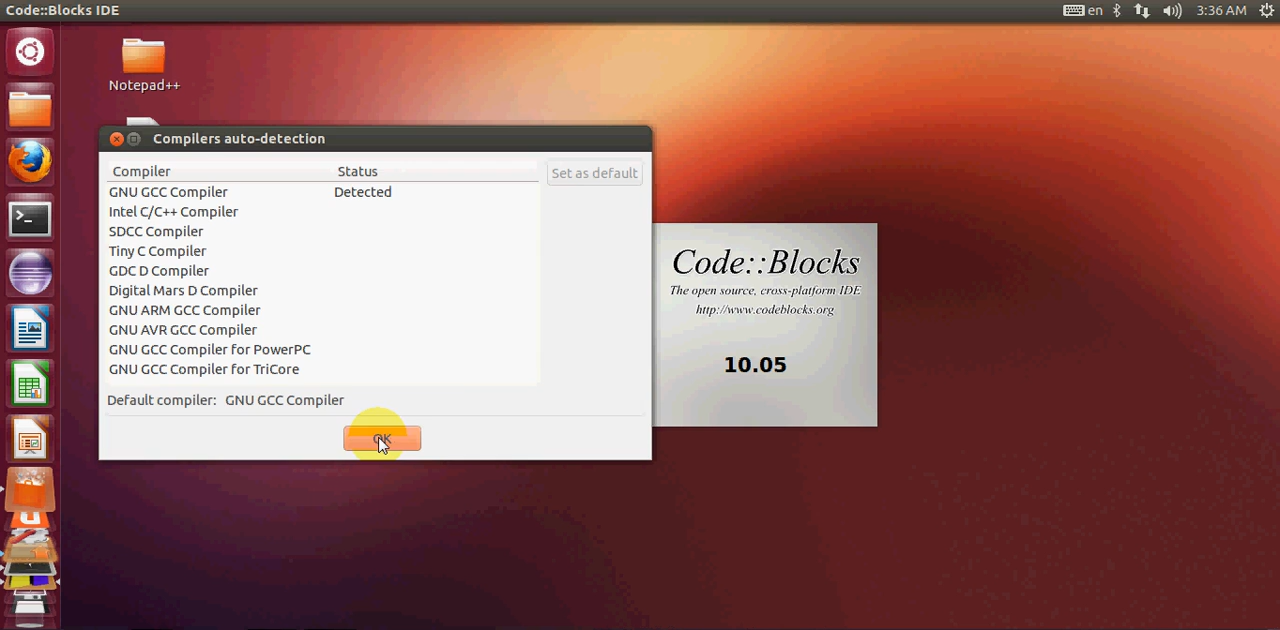 Code::Blocks IDE
en
3:36 AM
Notepad++
Compilers auto-detection
Compiler Status
Set as default
GNU GCC Compiler Detected
Intel C/C++ Compiler
SDCC Compiler
Tiny C Compiler
GDC D Compiler
Digital Mars D Compiler
GNU ARM GCC Compiler
GNU AVR GCC Compiler
GNU GCC Compiler for PowerPC
GNU GCC Compiler for TriCore
Default compiler: GNU GCC Compiler
OK
Code::Blocks
The open source, cross-platform IDE
http://www.codeblocks.org
10.05